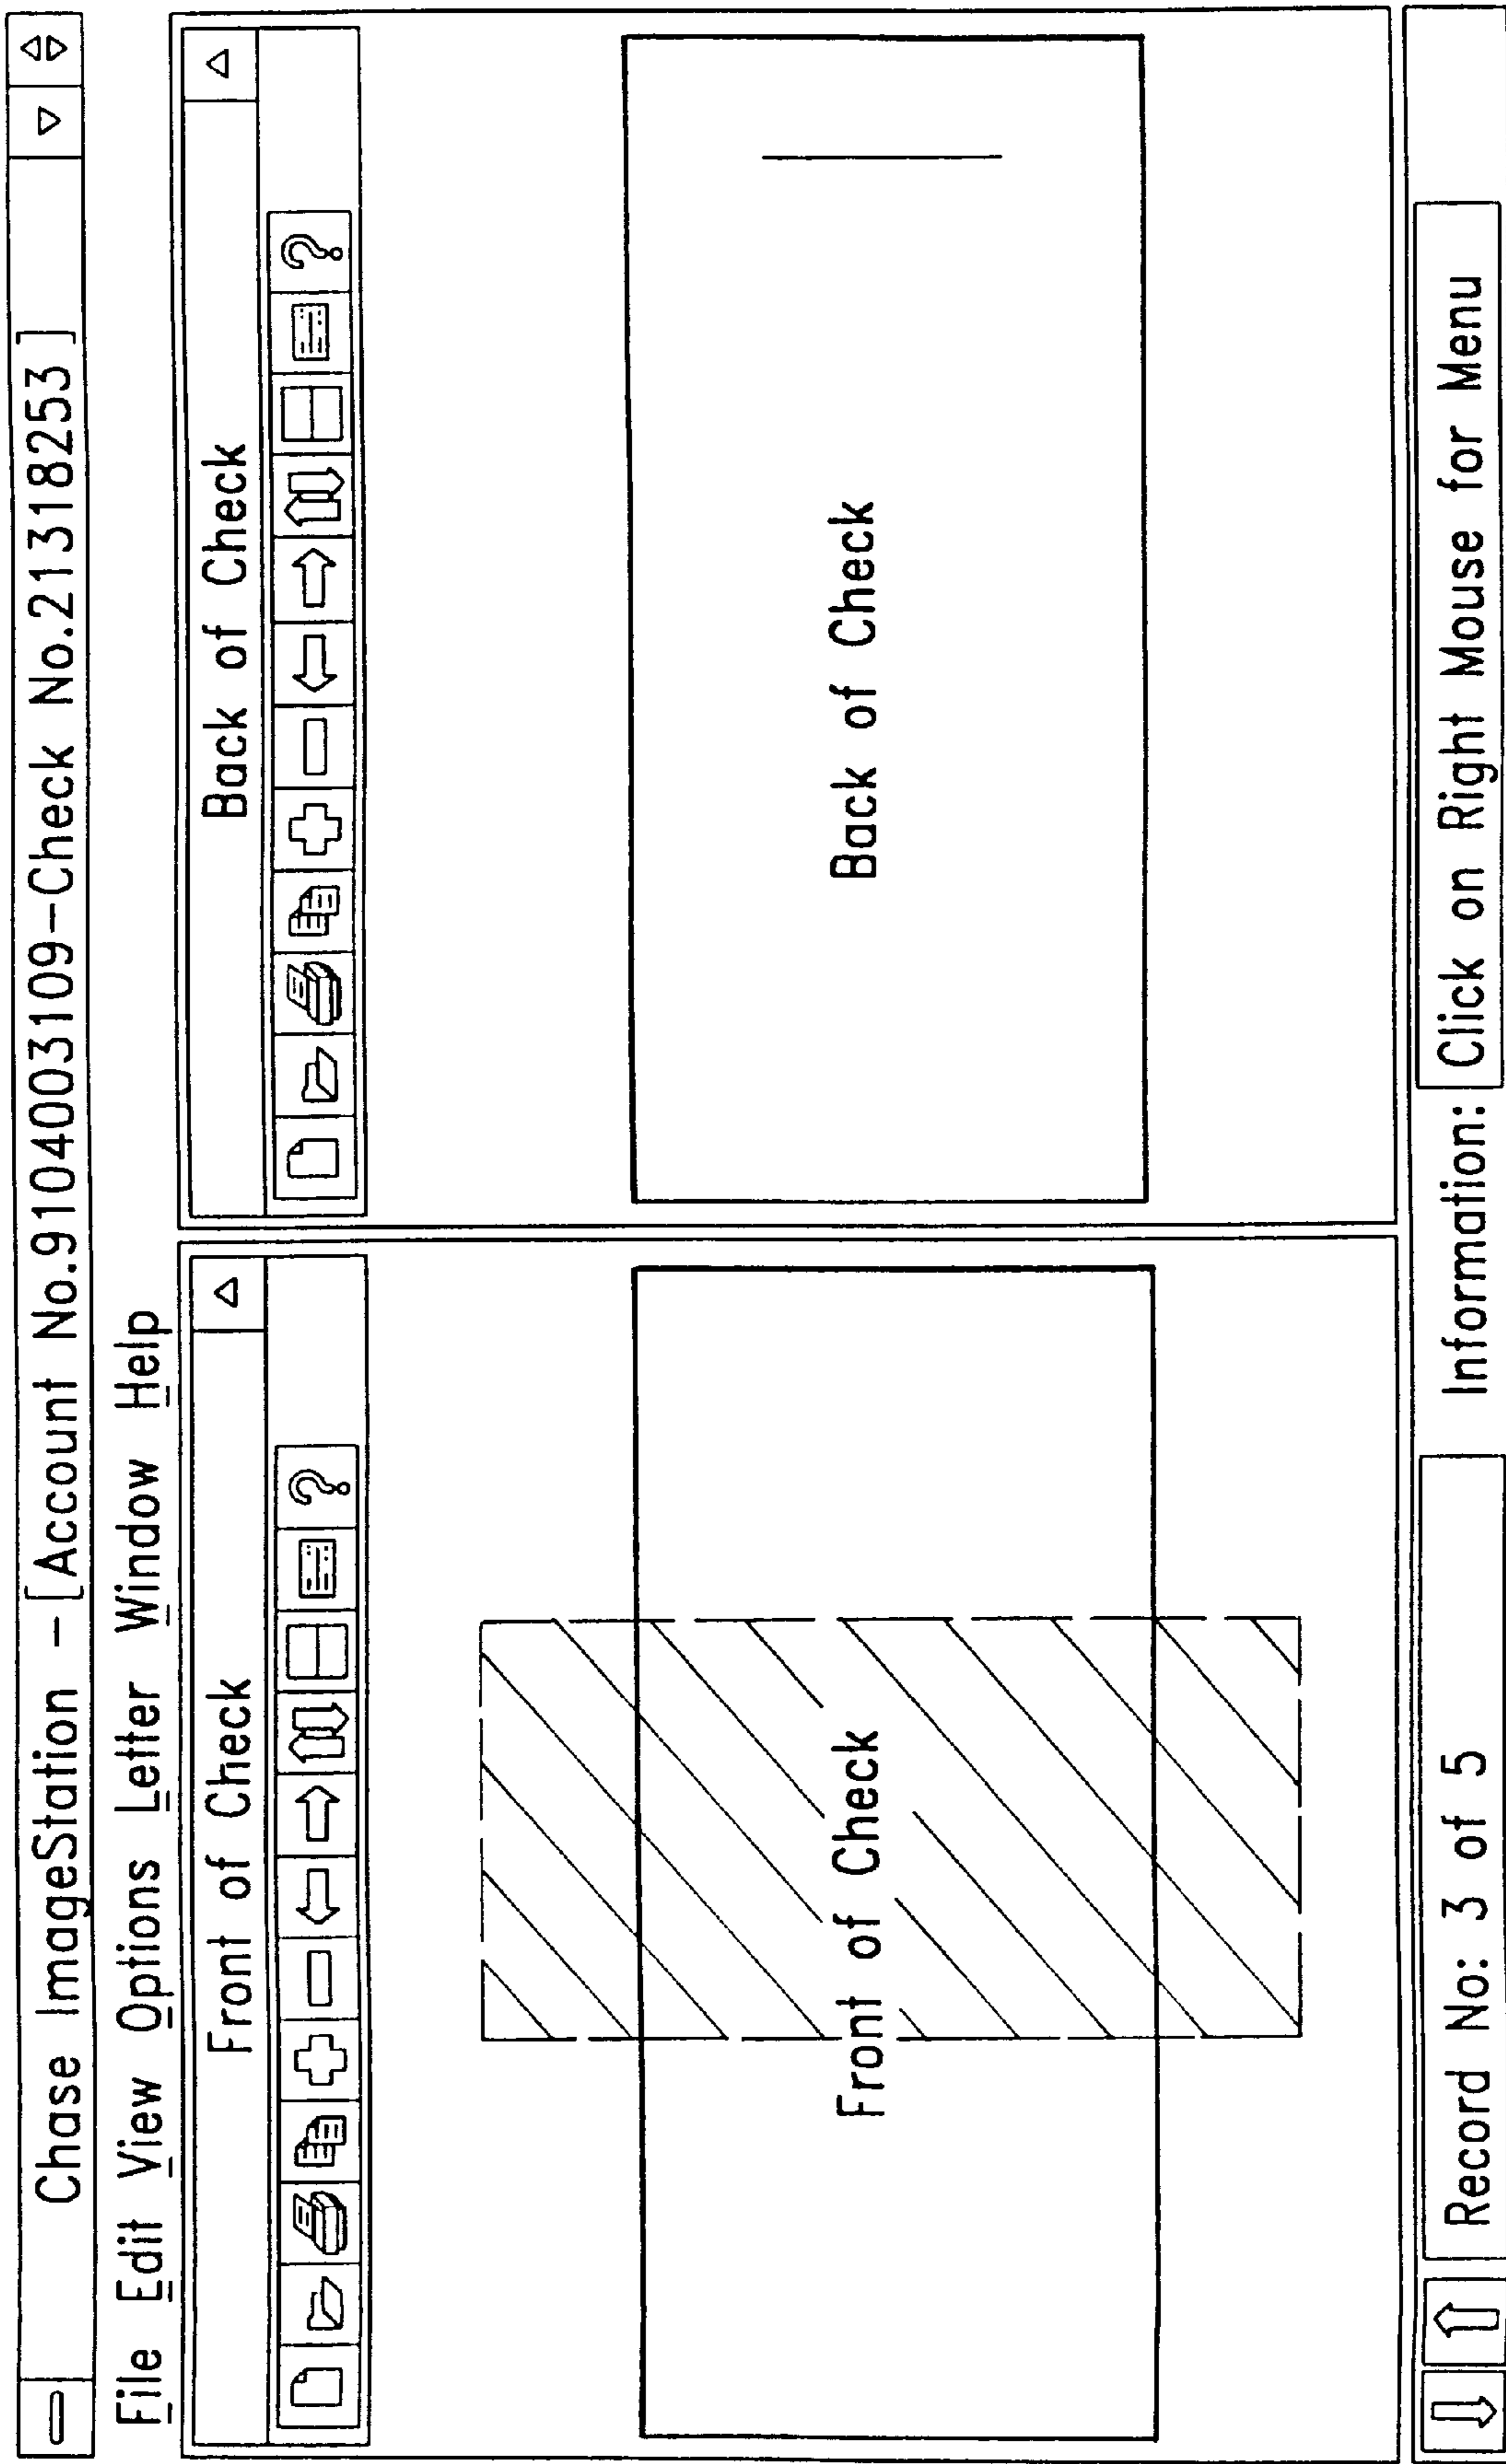 Chase ImageStation - [Account No.9104003109-Check No.21318253]
File Edit View Options Letter Window Help
Front of Check
?
Front of Check
Back of Check
?
Back of Check
Record No: 3 of 5
Information: Click on Right Mouse for Menu